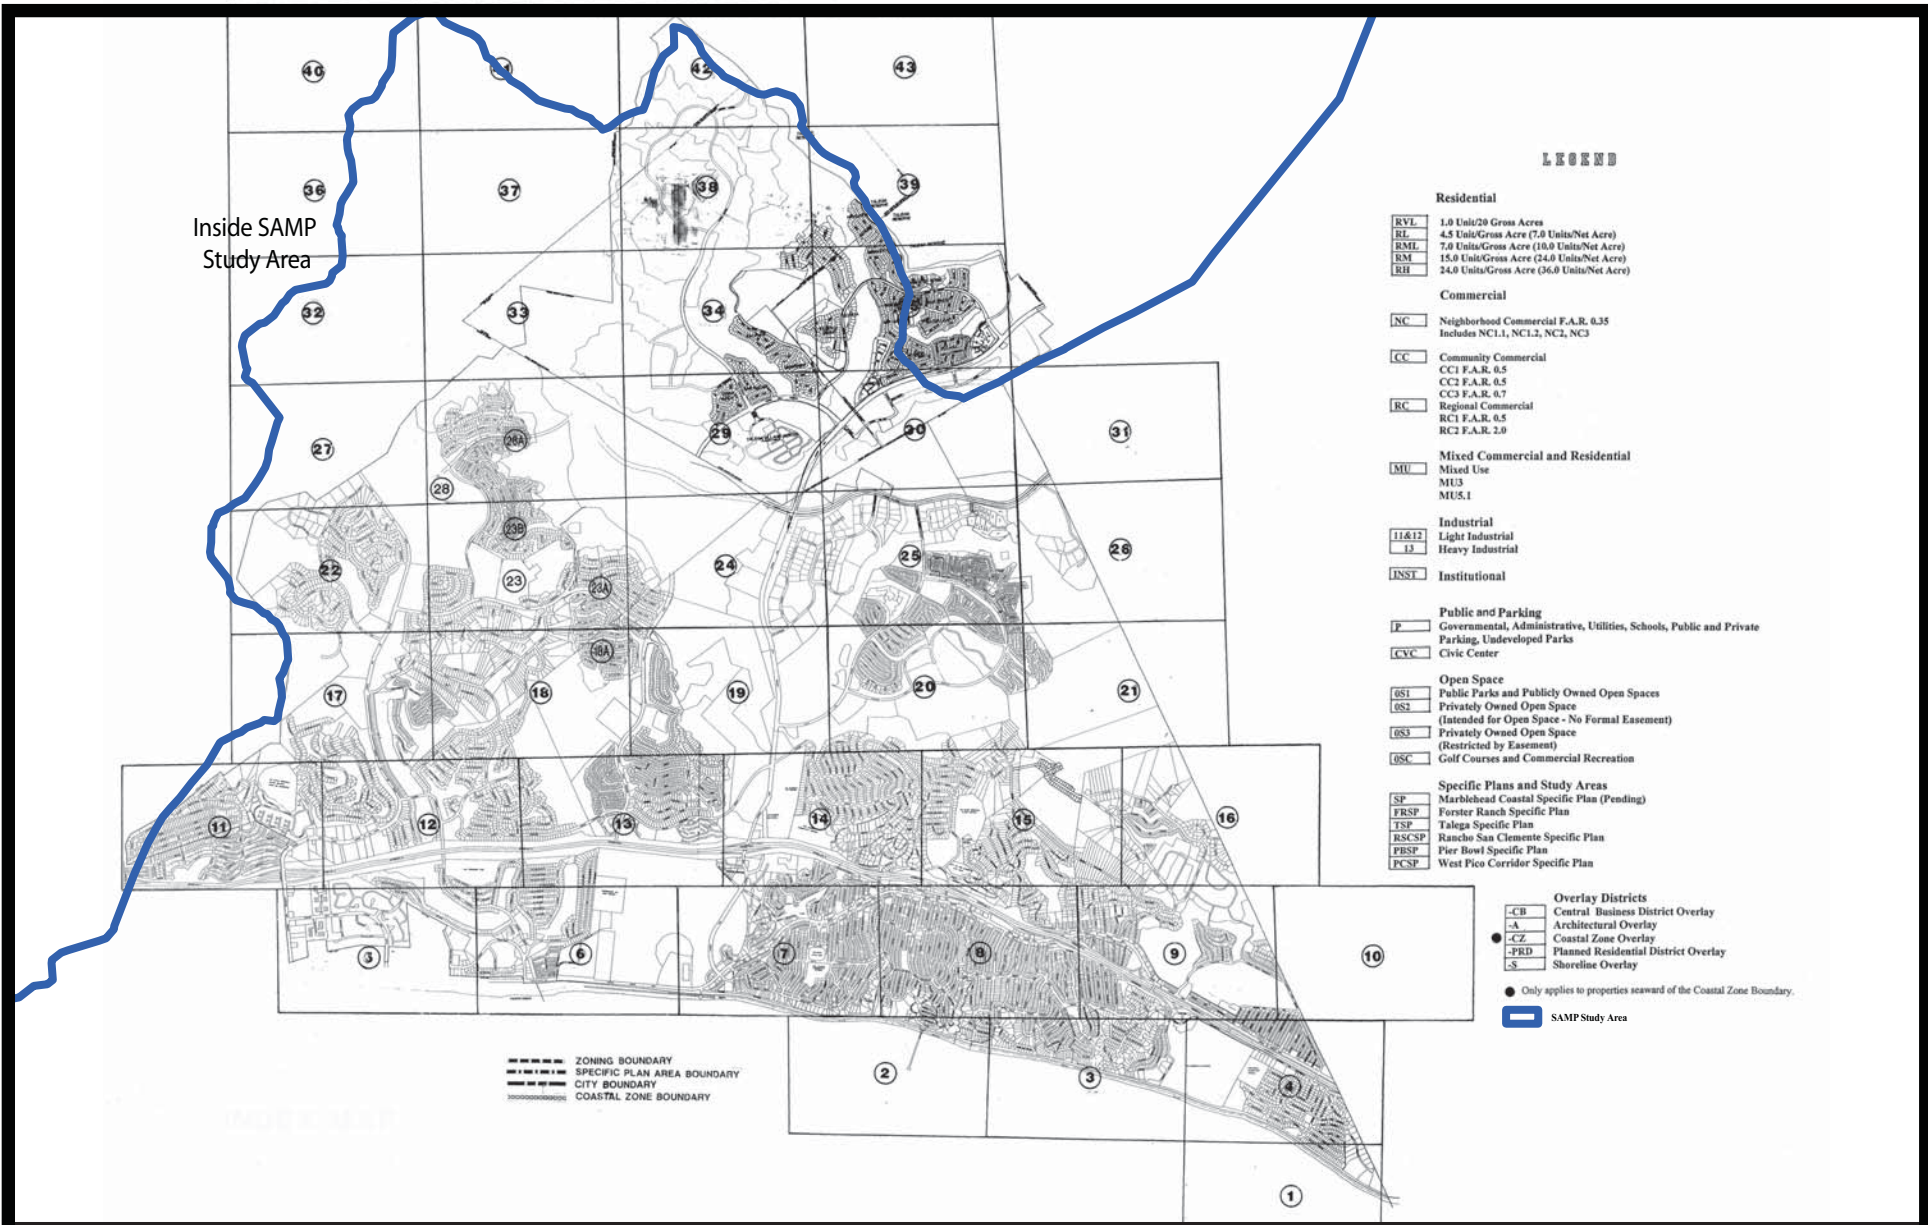 40
41
42
43
36
37
38
39
Inside SAMP
Study Area
32
33
34
27
28A
29
30
31
28
23B
22
23
23A
24
25
26
18A
17
18
19
20
21
11
12
13
14
15
16
5
6
7
8
9
10
2
3
4
1
ZONING BOUNDARY
SPECIFIC PLAN AREA BOUNDARY
CITY BOUNDARY
COASTAL ZONE BOUNDARY
LEGEND
Residential
RVL 1.0 Unit/20 Gross Acres
RL 4.5 Unit/Gross Acre (7.0 Units/Net Acre)
RML 7.0 Units/Gross Acre (10.0 Units/Net Acre)
RM 15.0 Unit/Gross Acre (24.0 Units/Net Acre)
RH 24.0 Units/Gross Acre (36.0 Units/Net Acre)
Commercial
NC Neighborhood Commercial F.A.R. 0.35
Includes NC1.1, NC1.2, NC2, NC3
CC Community Commercial
CC1 F.A.R. 0.5
CC2 F.A.R. 0.5
CC3 F.A.R. 0.7
RC Regional Commercial
RC1 F.A.R. 0.5
RC2 F.A.R. 2.0
Mixed Commercial and Residential
MU Mixed Use
MU3
MU5.1
Industrial
11&12 Light Industrial
13 Heavy Industrial
INST Institutional
Public and Parking
P Governmental, Administrative, Utilities, Schools, Public and Private
Parking, Undeveloped Parks
CVC Civic Center
Open Space
0S1 Public Parks and Publicly Owned Open Spaces
0S2 Privately Owned Open Space
(Intended for Open Space - No Formal Easement)
0S3 Privately Owned Open Space
(Restricted by Easement)
0SC Golf Courses and Commercial Recreation
Specific Plans and Study Areas
SP Marblehead Coastal Specific Plan (Pending)
FRSP Forster Ranch Specific Plan
TSP Talega Specific Plan
RSCSP Rancho San Clemente Specific Plan
PBSP Pier Bowl Specific Plan
PCSP West Pico Corridor Specific Plan
Overlay Districts
-CB Central Business District Overlay
-A Architectural Overlay
● -CZ Coastal Zone Overlay
-PRD Planned Residential District Overlay
-S Shoreline Overlay
● Only applies to properties seaward of the Coastal Zone Boundary.
SAMP Study Area